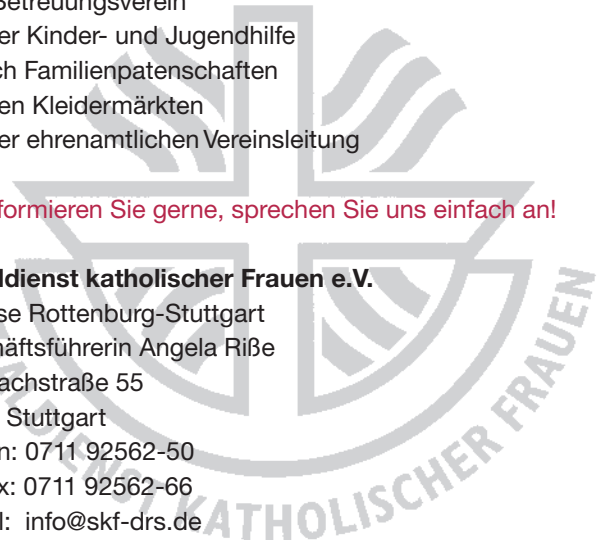 Betreuungsverein
er Kinder- und Jugendhilfe
ch Familienpatenschaften
en Kleidermärkten
er ehrenamtlichen Vereinsleitung
formieren Sie gerne, sprechen Sie uns einfach an!
ldienst katholischer Frauen e.V.
se Rottenburg-Stuttgart
häftsführerin Angela Riße
achstraße 55
Stuttgart
n: 0711 92562-50
x: 0711 92562-66
l: info@skf-drs.de
ALDIENST KATHOLISCHER FRAUEN